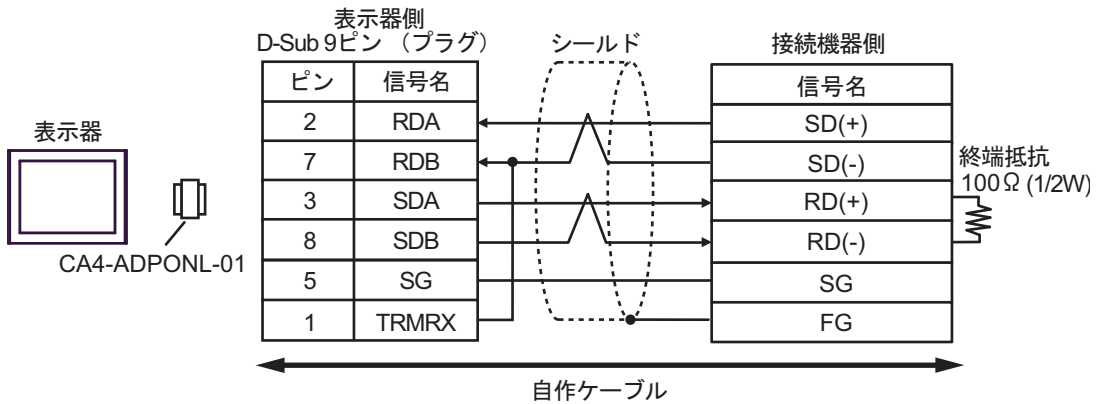 表示器側
D-Sub 9ピン （プラグ）
シールド
接続機器側
ピン 信号名
信号名
2 RDA
SD(+)
7 RDB
SD(-)
3 SDA
RD(+)
8 SDB
RD(-)
5 SG
SG
1 TRMRX
FG
表示器
CA4-ADPONL-01
終端抵抗
100Ω (1/2W)
自作ケーブル